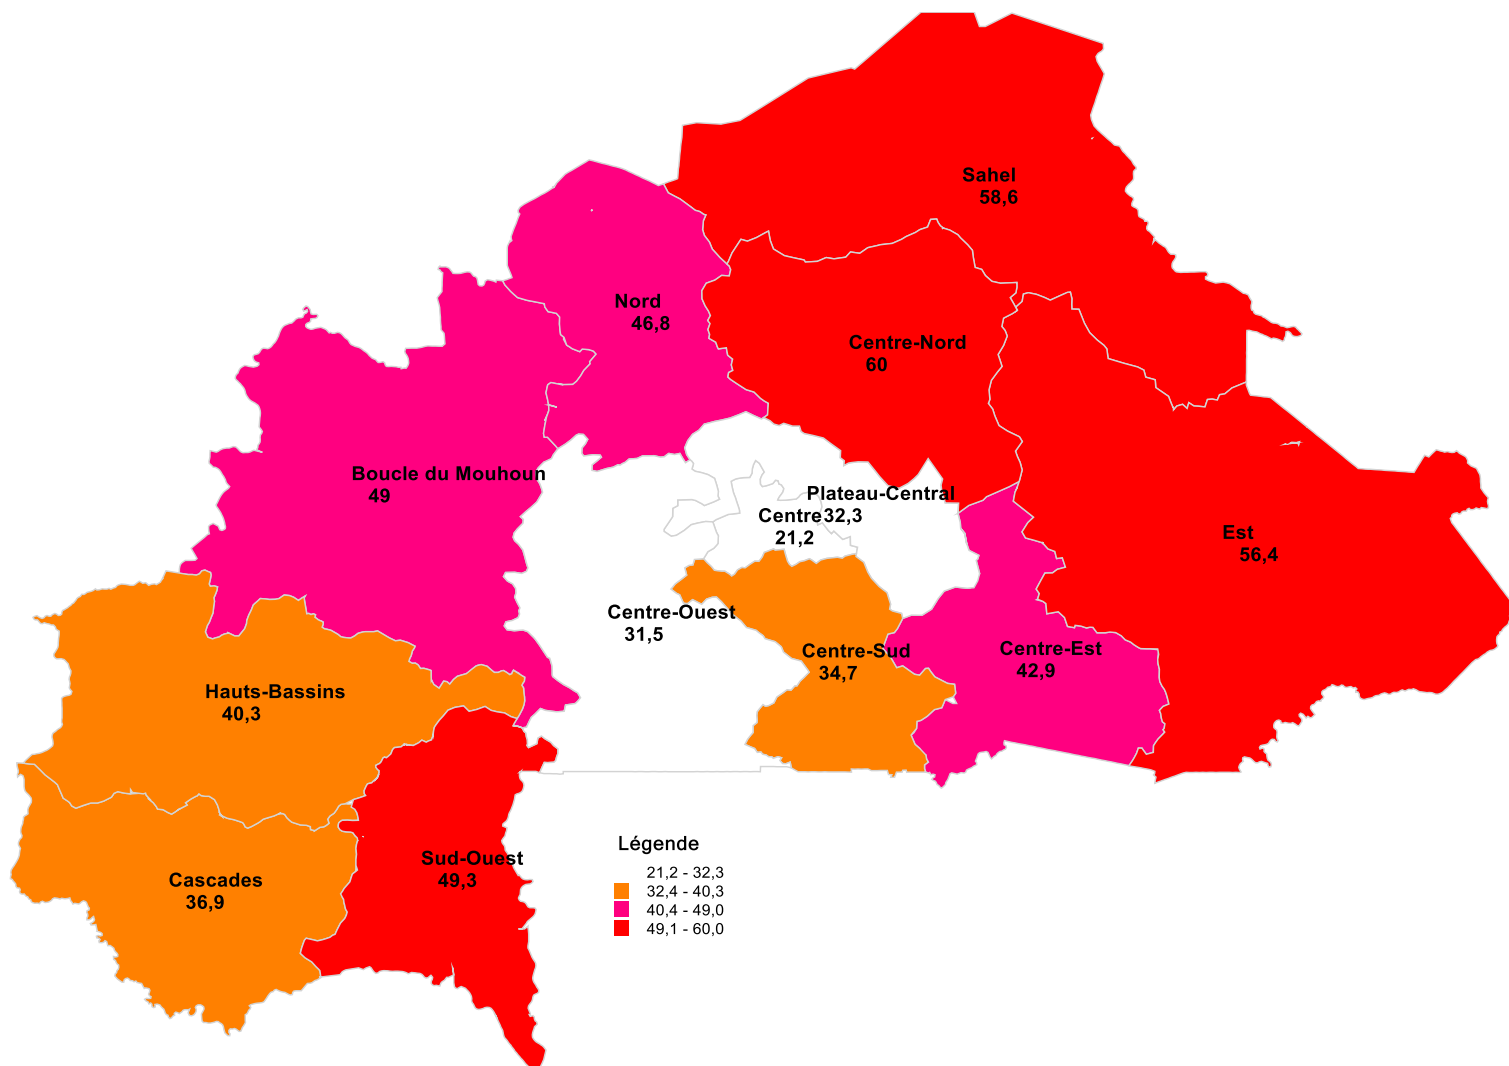 Sahel
58,6
Nord
46,8
Centre-Nord
60
Boucle du Mouhoun
49
Plateau-Central
32,3
Centre
21,2
Est
56,4
Centre-Ouest
31,5
Centre-Sud
34,7
Centre-Est
42,9
Hauts-Bassins
40,3
Sud-Ouest
49,3
Cascades
36,9
Légende
21,2 - 32,3
32,4 - 40,3
40,4 - 49,0
49,1 - 60,0